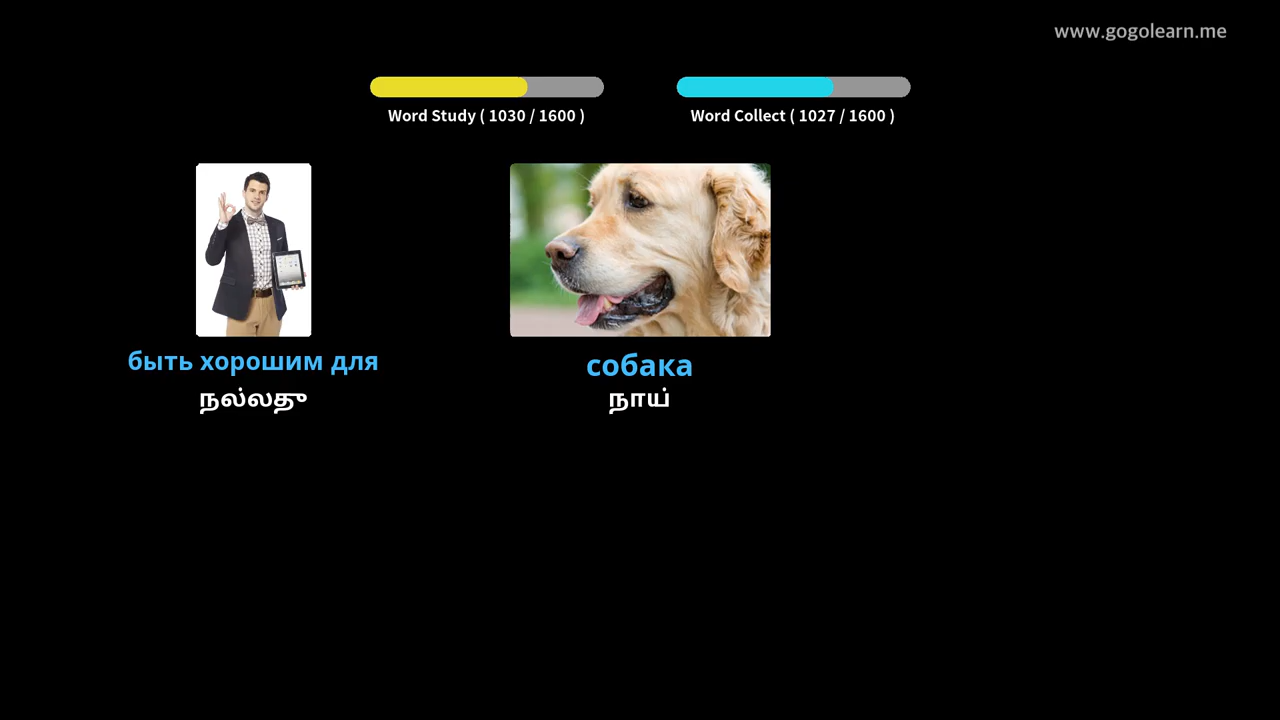 www.gogolearn.me
Word Study ( 1030 / 1600 )
Word Collect ( 1027 / 1600 )
быть хорошим для
நல்லது
собака
நாய்